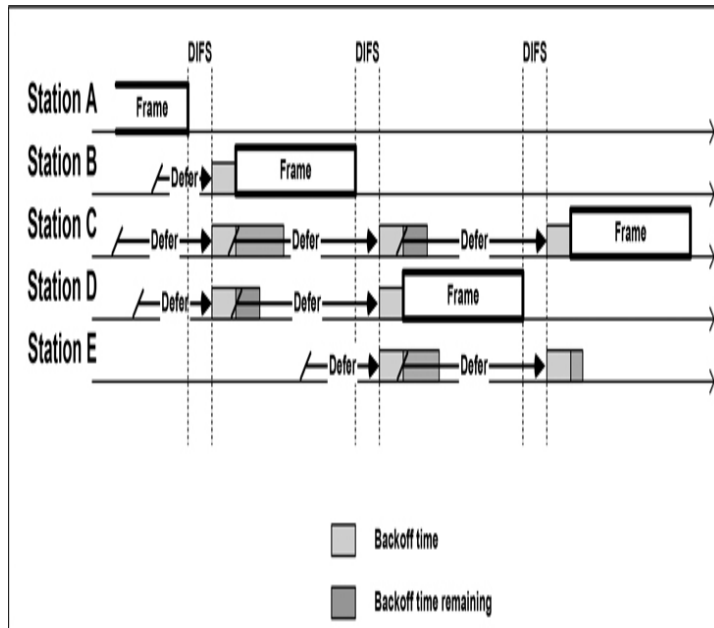 DIFS DIFS DIFS
Station A Frame
Station B Defer Frame
Station C Defer Defer Defer Frame
Station D Defer Defer Frame
Station E Defer Defer
Backoff time
Backoff time remaining